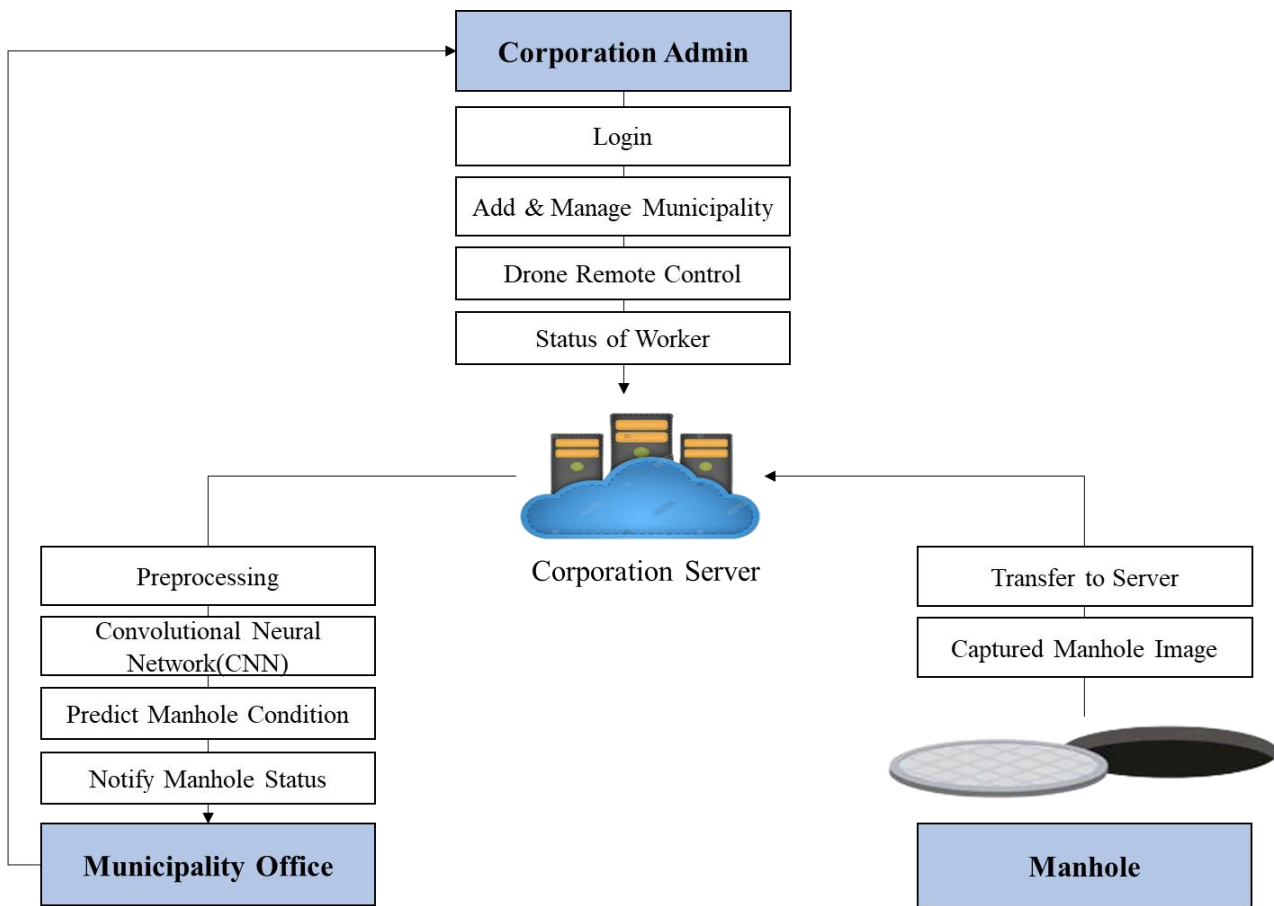 Corporation Admin
Login
Add & Manage Municipality
Drone Remote Control
Status of Worker
Corporation Server
Preprocessing
Convolutional Neural
Network(CNN)
Predict Manhole Condition
Notify Manhole Status
Municipality Office
Transfer to Server
Captured Manhole Image
Manhole